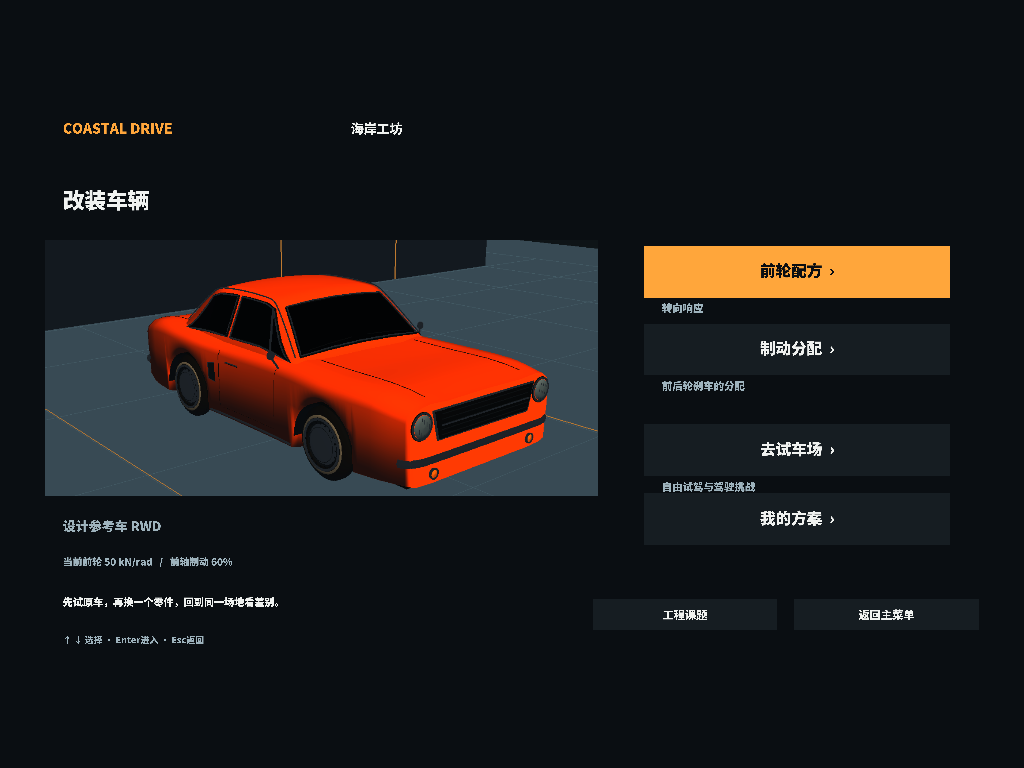 COASTAL DRIVE
海岸工坊
改装车辆
前轮配方 ›
转向响应
制动分配 ›
前后轮刹车的分配
去试车场 ›
自由试驾与驾驶挑战
我的方案 ›
设计参考车 RWD
当前前轮 50 kN/rad / 前轴制动 60%
先试原车，再换一个零件，回到同一场地看差别。
工程课题
返回主菜单
↑ ↓ 选择 · Enter进入 · Esc返回